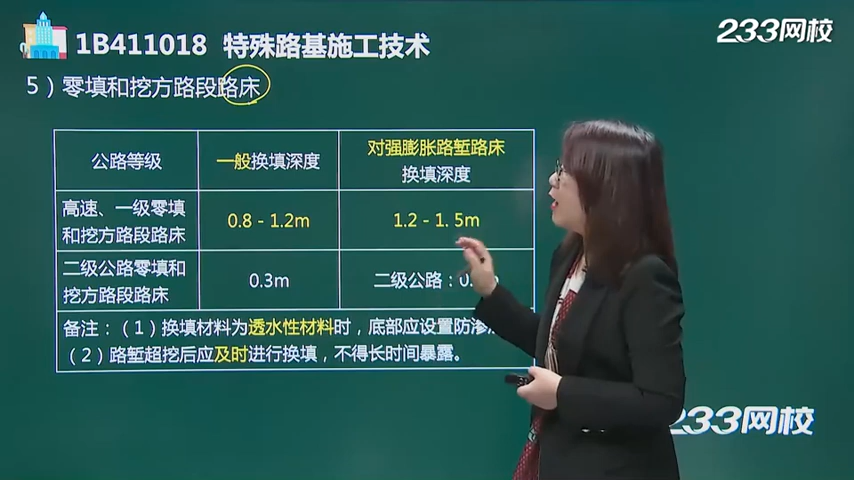 1B411018 特殊路基施工技术
233网校
5）零填和挖方路段路床
公路等级
一般换填深度
对强膨胀路堑路床
换填深度
高速、一级零填
和挖方路段路床
0.8 - 1.2m
1.2 - 1. 5m
二级公路零填和
挖方路段路床
0.3m
二级公路：0.
备注：（1）换填材料为透水性材料时，底部应设置防渗
（2）路堑超挖后应及时进行换填，不得长时间暴露。
233网校